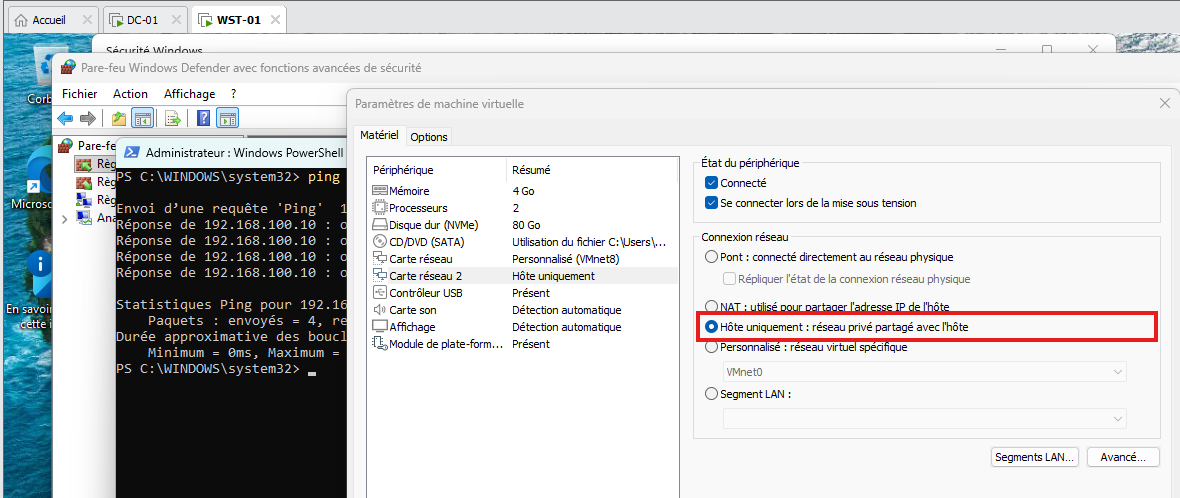 Accueil
DC-01
WST-01
Sécurité Windows
Pare-feu Windows Defender avec fonctions avancées de sécurité
Fichier Action Affichage ?
Paramètres de machine virtuelle
Matériel Options
Pare-fe
Règ
Règ
Règ
Ana
Administrateur : Windows PowerShell
PS C:\WINDOWS\system32> ping
Envoi d’une requête 'Ping' 1
Réponse de 192.168.100.10 : o
Réponse de 192.168.100.10 : o
Réponse de 192.168.100.10 : o
Réponse de 192.168.100.10 : o
Statistiques Ping pour 192.16
Paquets : envoyés = 4, re
Durée approximative des boucl
Minimum = 0ms, Maximum =
PS C:\WINDOWS\system32>
Corb
Microsof
En savoi
cette i
Périphérique Résumé
Mémoire 4 Go
Processeurs 2
Disque dur (NVMe) 80 Go
CD/DVD (SATA) Utilisation du fichier C:\Users\...
Carte réseau Personnalisé (VMnet8)
Carte réseau 2 Hôte uniquement
Contrôleur USB Présent
Carte son Détection automatique
Affichage Détection automatique
Module de plate-form... Présent
État du périphérique
Connecté
Se connecter lors de la mise sous tension
Connexion réseau
Pont : connecté directement au réseau physique
Répliquer l'état de la connexion réseau physique
NAT : utilisé pour partager l'adresse IP de l'hôte
Hôte uniquement : réseau privé partagé avec l'hôte
Personnalisé : réseau virtuel spécifique
VMnet0
Segment LAN :
Segments LAN... Avancé...